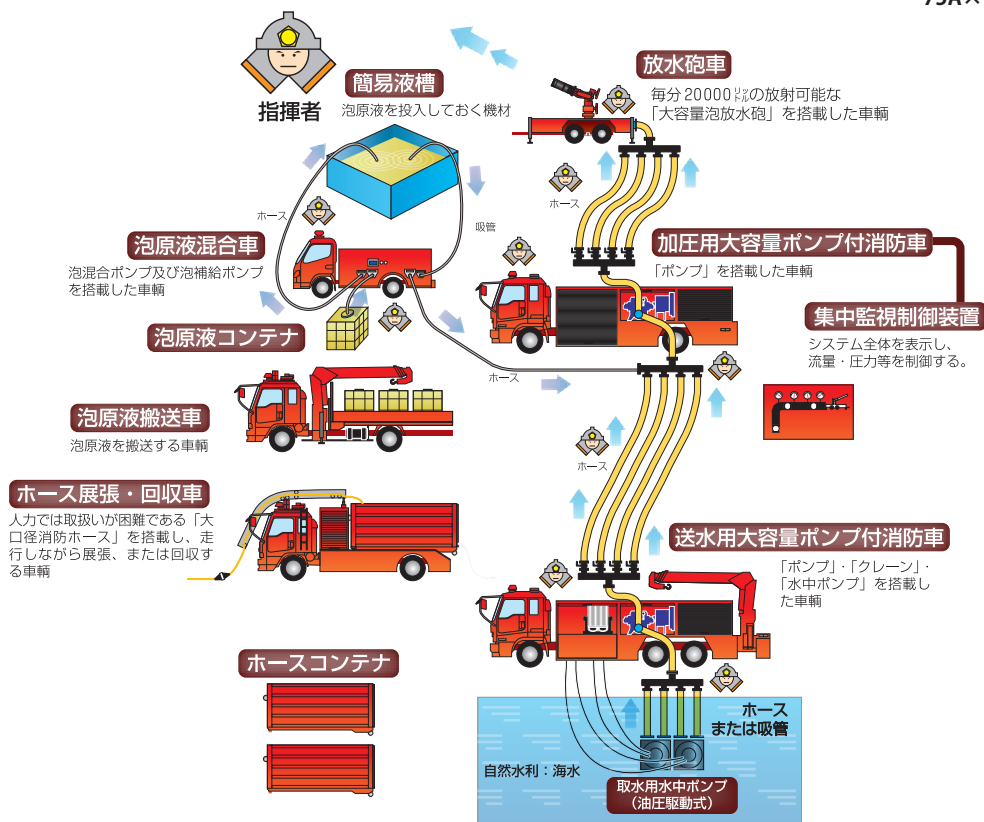 75A×
指揮者
簡易液槽
泡原液を投入しておく機材
放水砲車
毎分20000㍑の放射可能な
「大容量泡放水砲」を搭載した車輌
ホース
ホース
吸管
泡原液混合車
泡混合ポンプ及び泡補給ポンプ
を搭載した車輌
加圧用大容量ポンプ付消防車
「ポンプ」を搭載した車輌
集中監視制御装置
システム全体を表示し、
流量・圧力等を制御する。
泡原液コンテナ
ホース
泡原液搬送車
泡原液を搬送する車輌
ホース
ホース展張・回収車
人力では取扱いが困難である「大
口径消防ホース」を搭載し、走
行しながら展張、または回収す
る車輌
送水用大容量ポンプ付消防車
「ポンプ」・「クレーン」・
「水中ポンプ」を搭載し
た車輌
ホースコンテナ
ホース
または吸管
自然水利：海水
取水用水中ポンプ
（油圧駆動式）